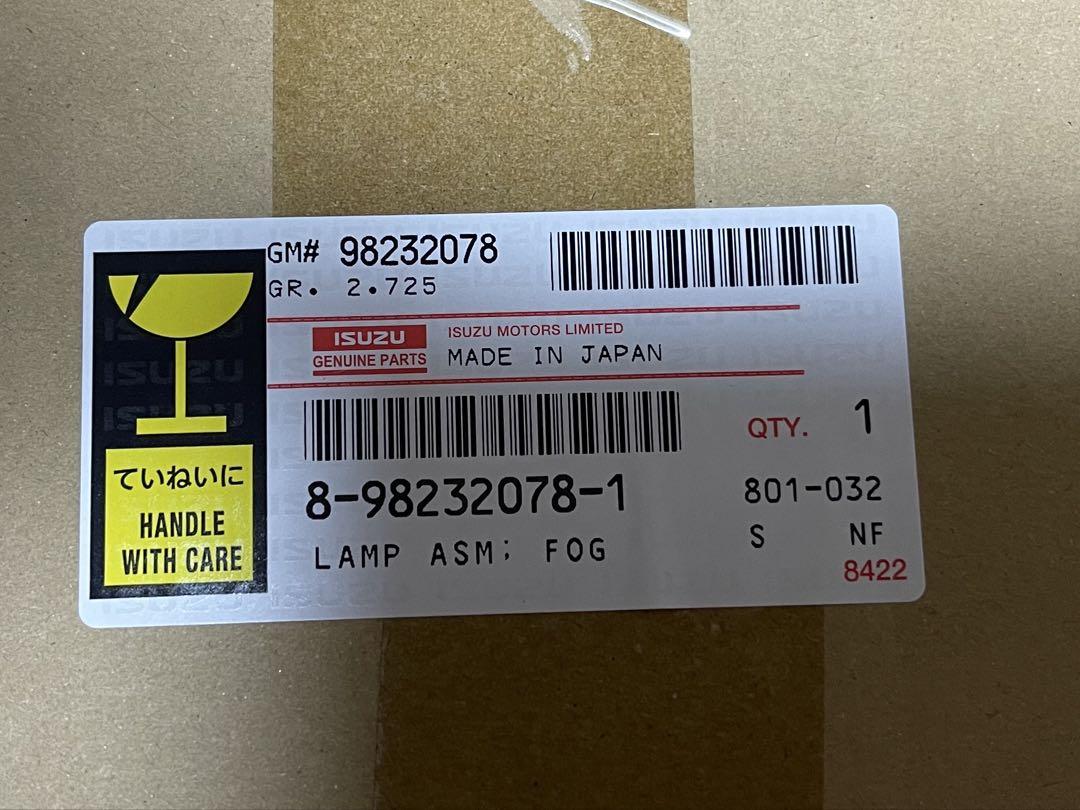 GM# 98232078
GR. 2.725
ISUZU
GENUINE PARTS
ISUZU MOTORS LIMITED
MADE IN JAPAN
QTY. 1
8-98232078-1
801-032
LAMP ASM; FOG
S NF
8422
ていねいに
HANDLE
WITH CARE